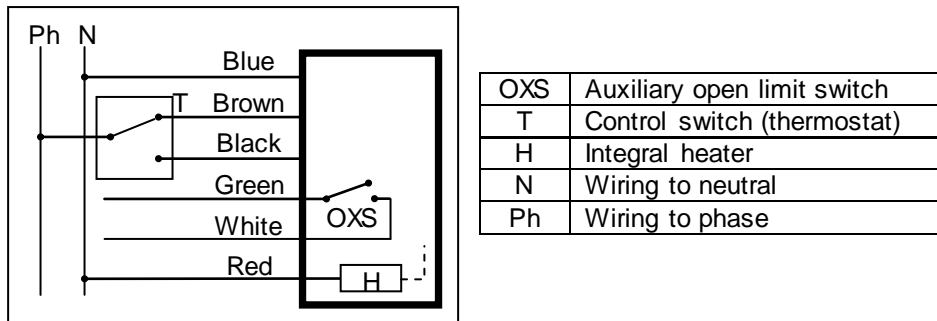 Ph N
Blue
T Brown
Black
Green
OXS
White
Red
H
OXS Auxiliary open limit switch
T Control switch (thermostat)
H Integral heater
N Wiring to neutral
Ph Wiring to phase